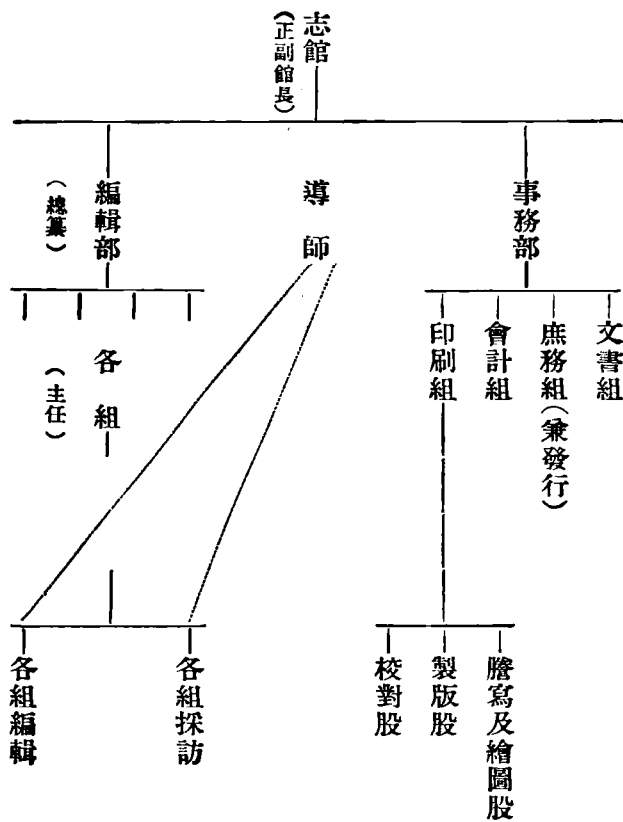 志館
（正副館長）
事務部
導師
編輯部
（總纂）
文書組
庶務組（兼發行）
會計組
印刷組
各組
（主任）
謄寫及繪圖股
製版股
校對股
各組採訪
各組編輯